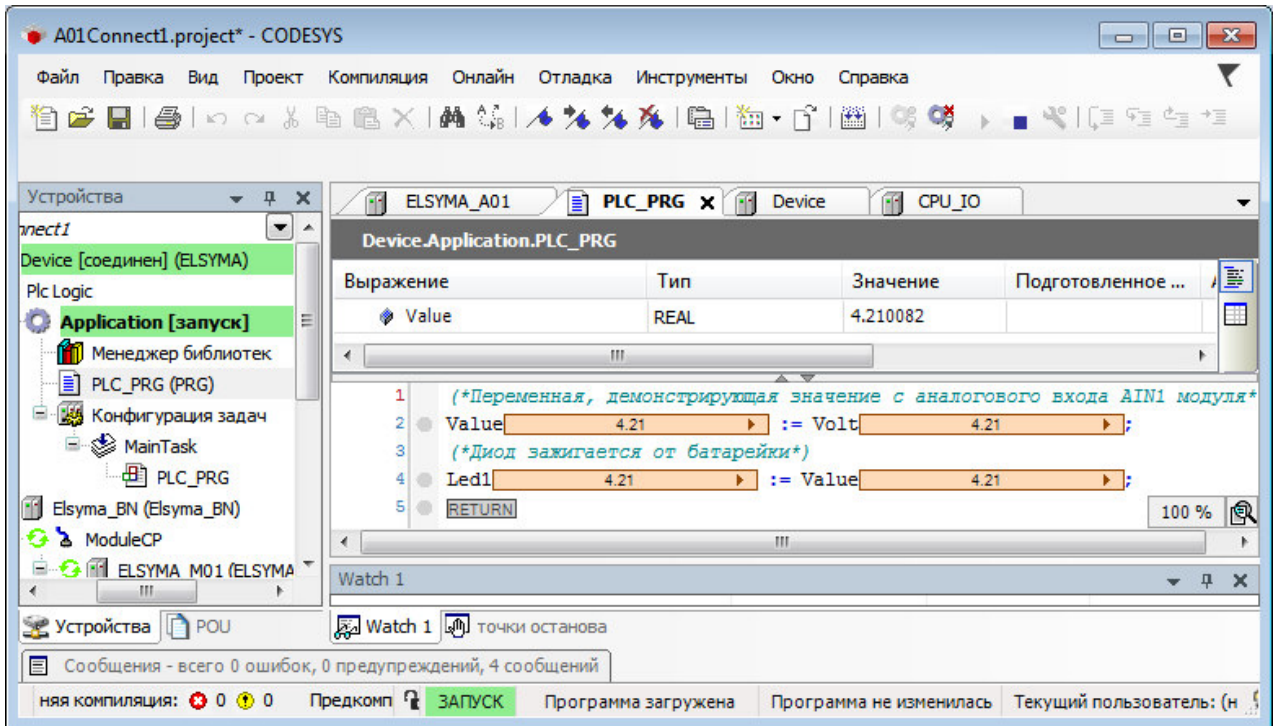 A01Connect1.project* - CODESYS
Файл Правка Вид Проект Компиляция Онлайн Отладка Инструменты Окно Справка
Устройства
nnect1
Device [соединен] (ELSYMA)
Plc Logic
Application [запуск]
Менеджер библиотек
PLC_PRG (PRG)
Конфигурация задач
MainTask
PLC_PRG
Elsyma_BN (Elsyma_BN)
ModuleCP
ELSYMA_M01 (ELSYMA
Устройства POU
ELSYMA_A01 PLC_PRG Device CPU_IO
Device.Application.PLC_PRG
Выражение Тип Значение Подготовленное ...
Value REAL 4.210082
1 (*Переменная, демонстрирующая значение с аналогового входа AIN1 модуля*
2 Value 4.21 := Volt 4.21 ;
3 (*Диод зажигается от батарейки*)
4 Led1 4.21 := Value 4.21 ;
5 RETURN
100 %
Watch 1
Watch 1 точки останова
Сообщения - всего 0 ошибок, 0 предупреждений, 4 сообщений
няя компиляция: 0 0 Предкомп ЗАПУСК Программа загружена Программа не изменилась Текущий пользователь: (н